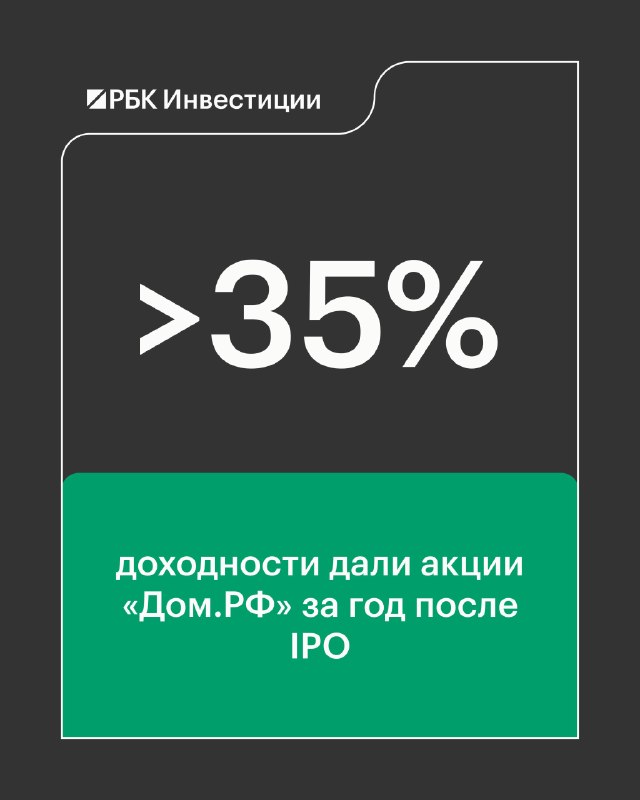 РБК Инвестиции
>35%
доходности дали акции
«Дом.РФ» за год после
IPO